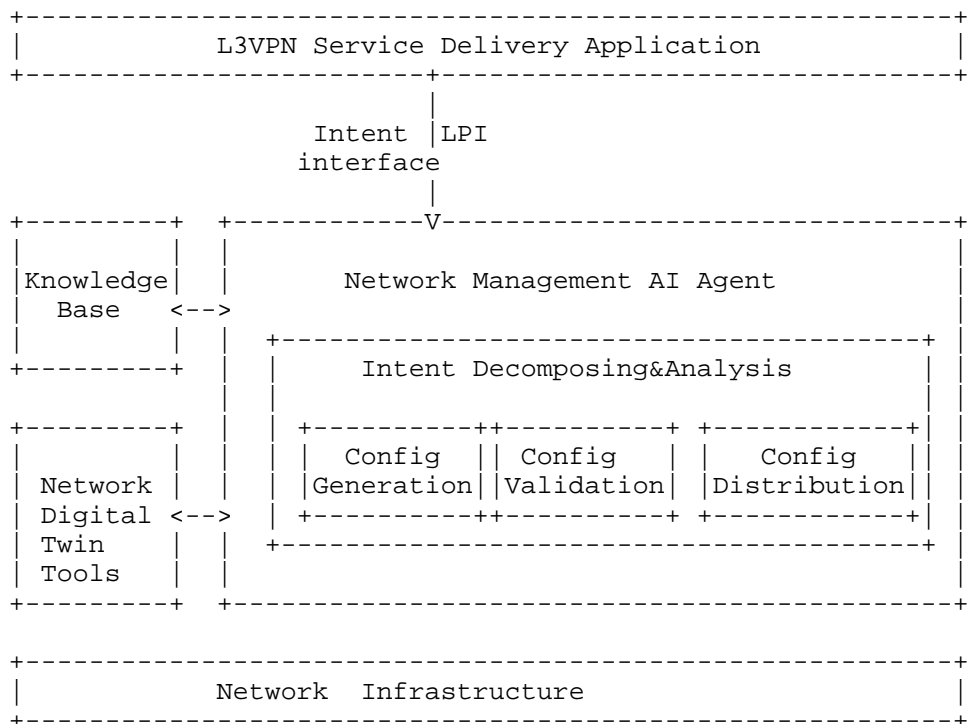 L3VPN Service Delivery Application
Intent LPI
interface
Knowledge Network Management AI Agent
Base <-->
Intent Decomposing&Analysis
Config Config Config
Network Generation Validation Distribution
Digital <-->
Twin
Tools
Network Infrastructure